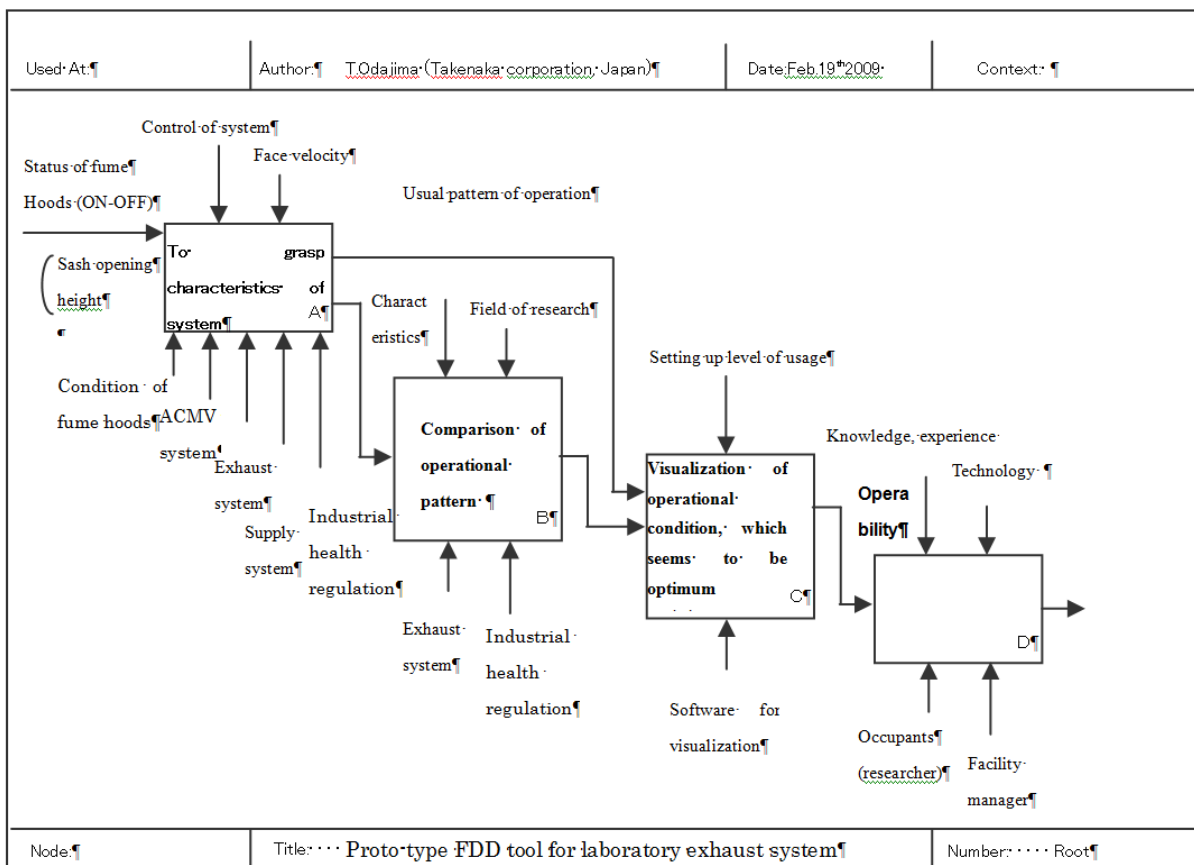 Used At:
Author: T.Odajima (Takenaka corporation, Japan)
Date:Feb.19th2009
Context:
Control of system
Face velocity
Status of fume
Hoods (ON-OFF)
Usual pattern of operation
Sash opening
height
To grasp
characteristics of
system
A
Charact
eristics
Field of research
Condition of
fume hoods
ACMV
system
Exhaust
system
Supply
system
Industrial
health
regulation
Comparison of
operational
pattern
B
Exhaust
system
Industrial
health
regulation
Setting up level of usage
Visualization of
operational
condition, which
seems to be
optimum
C
Software for
visualization
Knowledge, experience
Technology
Opera
bility
D
Occupants
(researcher)
Facility
manager
Node:
Title: Proto-type FDD tool for laboratory exhaust system
Number: Root